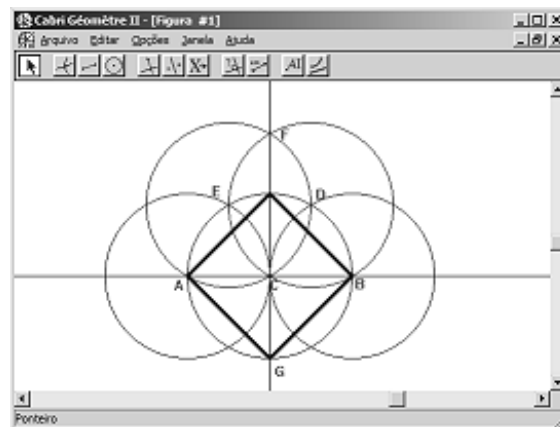 Cabri Géomètre II - [Figura #1]
Arquivo Editar Opções Janela Ajuda
F
E D
A C B
G
Ponteiro